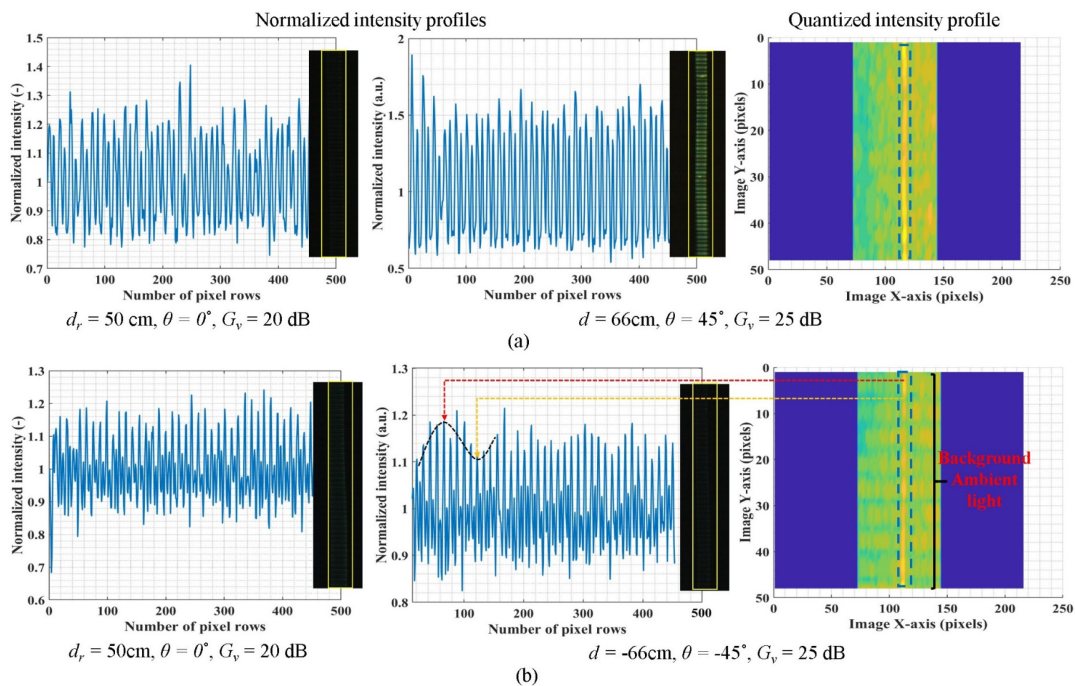 Normalized intensity profiles
Quantized intensity profile
1.5
1.4
1.3
1.2
1.1
1
0.9
0.8
0.7
Normalized intensity (-)
0 100 200 300 400 500
Number of pixel rows
2
1.5
1
0.5
Normalized intensity (a.u.)
0 100 200 300 400 500
Number of pixel rows
0
10
20
30
40
50
Image Y-axis (pixels)
0 50 100 150 200 250
Image X-axis (pixels)
dr = 50 cm, θ = 0°, Gv = 20 dB
d = 66cm, θ = 45°, Gv = 25 dB
(a)
1.3
1.2
1.1
1
0.9
0.8
0.7
0.6
Normalized intensity (-)
0 100 200 300 400 500
Number of pixel rows
1.3
1.2
1.1
1
0.9
0.8
Normalized intensity (a.u.)
100 200 300 400 500
Number of pixel rows
0
10
20
30
40
50
Image Y-axis (pixels)
Background
Ambient
light
0 50 100 150 200 250
Image X-axis (pixels)
dr = 50cm, θ = 0°, Gv = 20 dB
d = -66cm, θ = -45°, Gv = 25 dB
(b)